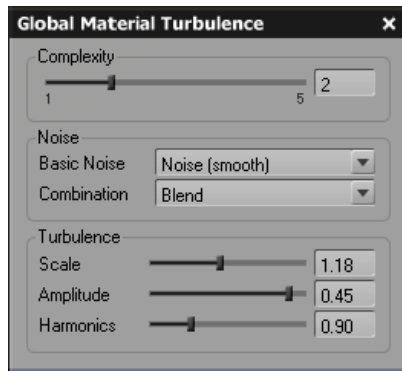 Global Material Turbulence
Complexity
2
1 5
Noise
Basic Noise Noise (smooth)
Combination Blend
Turbulence
Scale 1.18
Amplitude 0.45
Harmonics 0.90